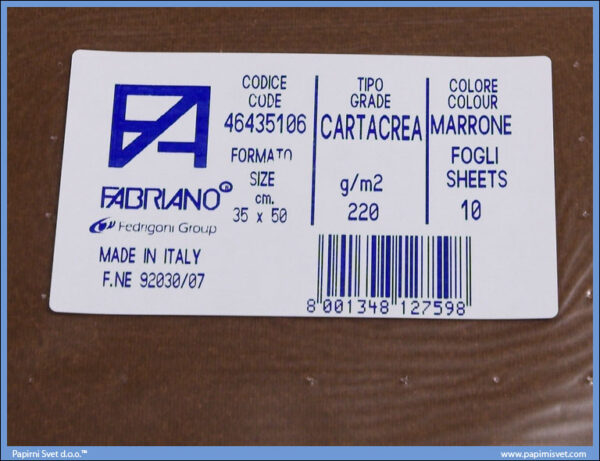 CODICE
CODE
46435106
FORMATO
SIZE
cm.
35 x 50
TIPO
GRADE
CARTACREA
g/m2
220
COLORE
COLOUR
MARRONE
FOGLI
SHEETS
10
FABRIANO®
Fedrigoni Group
MADE IN ITALY
F.NE 92030/07
8 001348 127598
Papirni Svet d.o.o.™
www.papirnisvet.com